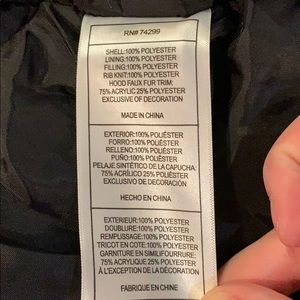 RN# 74299
SHELL:100% POLYESTER
LINING:100% POLYESTER
FILLING:100% POLYESTER
RIB KNIT:100% POLYESTER
HOOD FAUX FUR TRIM:
75% ACRYLIC 25% POLYESTER
EXCLUSIVE OF DECORATION
MADE IN CHINA
EXTERIOR:100% POLIÉSTER
FORRO:100% POLIÉSTER
RELLENO:100% POLIÉSTER
PUÑO:100% POLIÉSTER
PELAJE SINTÉTICO DE LA CAPUCHA:
75% ACRÍLICO 25% POLIÉSTER
EXCLUSIVO DE DECORACIÓN
HECHO EN CHINA
EXTERIEUR:100% POLYESTER
DOUBLURE:100% POLYESTER
REMPLISSAGE:100% POLYESTER
TRICOT EN COTE:100% POLYESTER
GARNITURE EN SIMILIFOURRURE:
75% ACRYLIQUE 25% POLYESTER
À L'EXCEPTION DE LA DÉCORATION
FABRIQUE EN CHINE